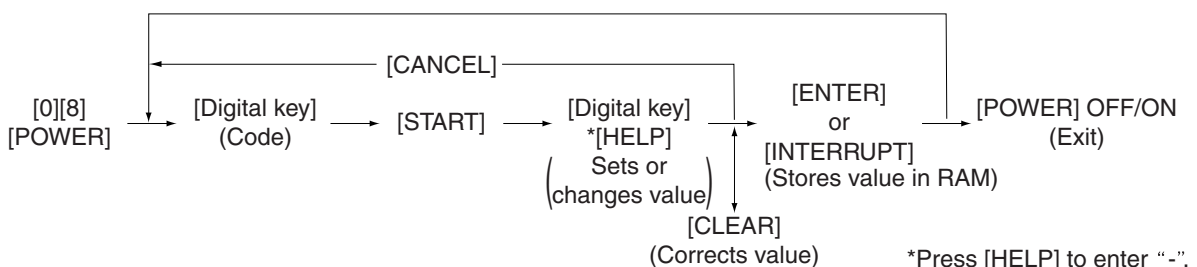 [CANCEL]
[0][8]
[POWER]
[Digital key]
(Code)
[START]
[Digital key]
*[HELP]
Sets or
changes value
[ENTER]
or
[INTERRUPT]
(Stores value in RAM)
[POWER] OFF/ON
(Exit)
[CLEAR]
(Corrects value)
*Press [HELP] to enter “-”.